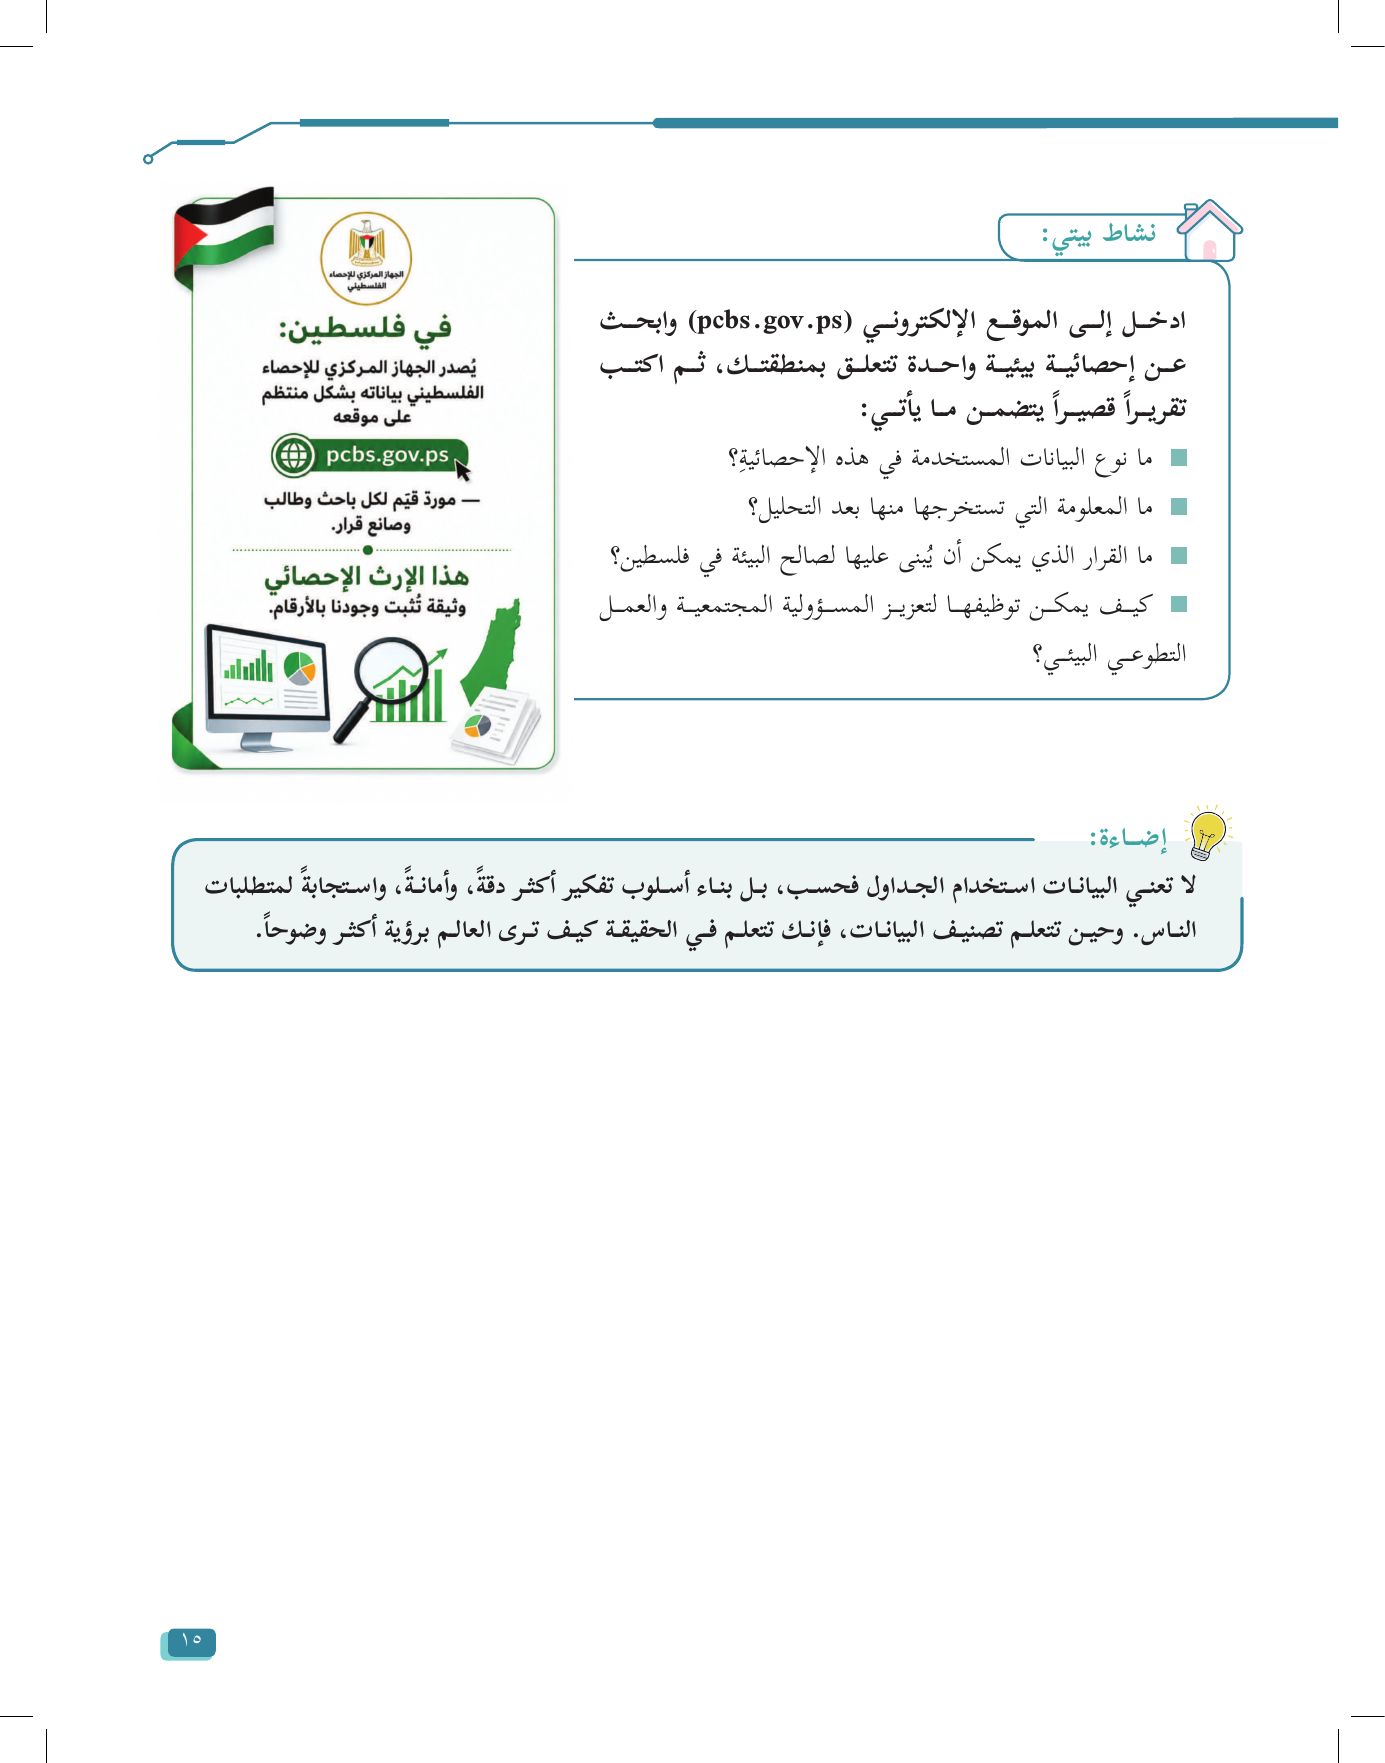 نشاط بيتي:
ادخل إلى الموقع الإلكتروني (pcbs.gov.ps) وابحث
عن إحصائية بيئية واحدة تتعلق بمنطقتك، ثم اكتب
تقريراً قصيراً يتضمن ما يأتي:
ما نوع البيانات المستخدمة في هذه الإحصائيةِ؟
ما المعلومة التي تستخرجها منها بعد التحليل؟
ما القرار الذي يمكن أن يُبنى عليها لصالح البيئة في فلسطين؟
كيف يمكن توظيفها لتعزيز المسؤولية المجتمعية والعمل
التطوعي البيئي؟
الجهاز المركزي للإحصاء
الفلسطيني
في فلسطين:
يُصدر الجهاز المركزي للإحصاء
الفلسطيني بياناته بشكل منتظم
على موقعه
pcbs.gov.ps
— موردٌ قيّم لكل باحث وطالب
وصانع قرار.
هذا الإرث الإحصائي
وثيقة تُثبت وجودنا بالأرقام.
إضاءة:
لا تعني البيانات استخدام الجداول فحسب، بل بناء أسلوب تفكير أكثر دقةً، وأمانةً، واستجابةً لمتطلبات
الناس. وحين تتعلم تصنيف البيانات، فإنك تتعلم في الحقيقة كيف ترى العالم برؤية أكثر وضوحاً.
١٥